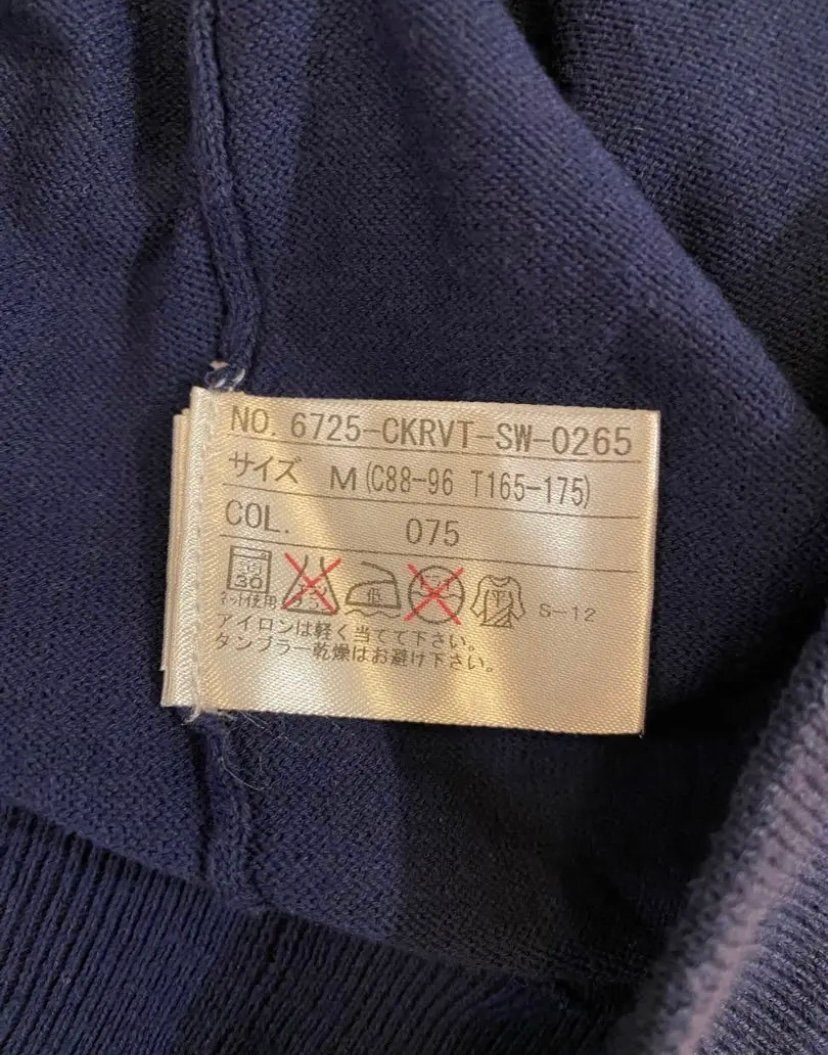 NO. 6725-CKRVT-SW-0265
サイズ M (C88-96 T165-175)
COL. 075
30 低 平 S-12
ネット使用
アイロンは軽く当てて下さい。
タンブラー乾燥はお避け下さい。